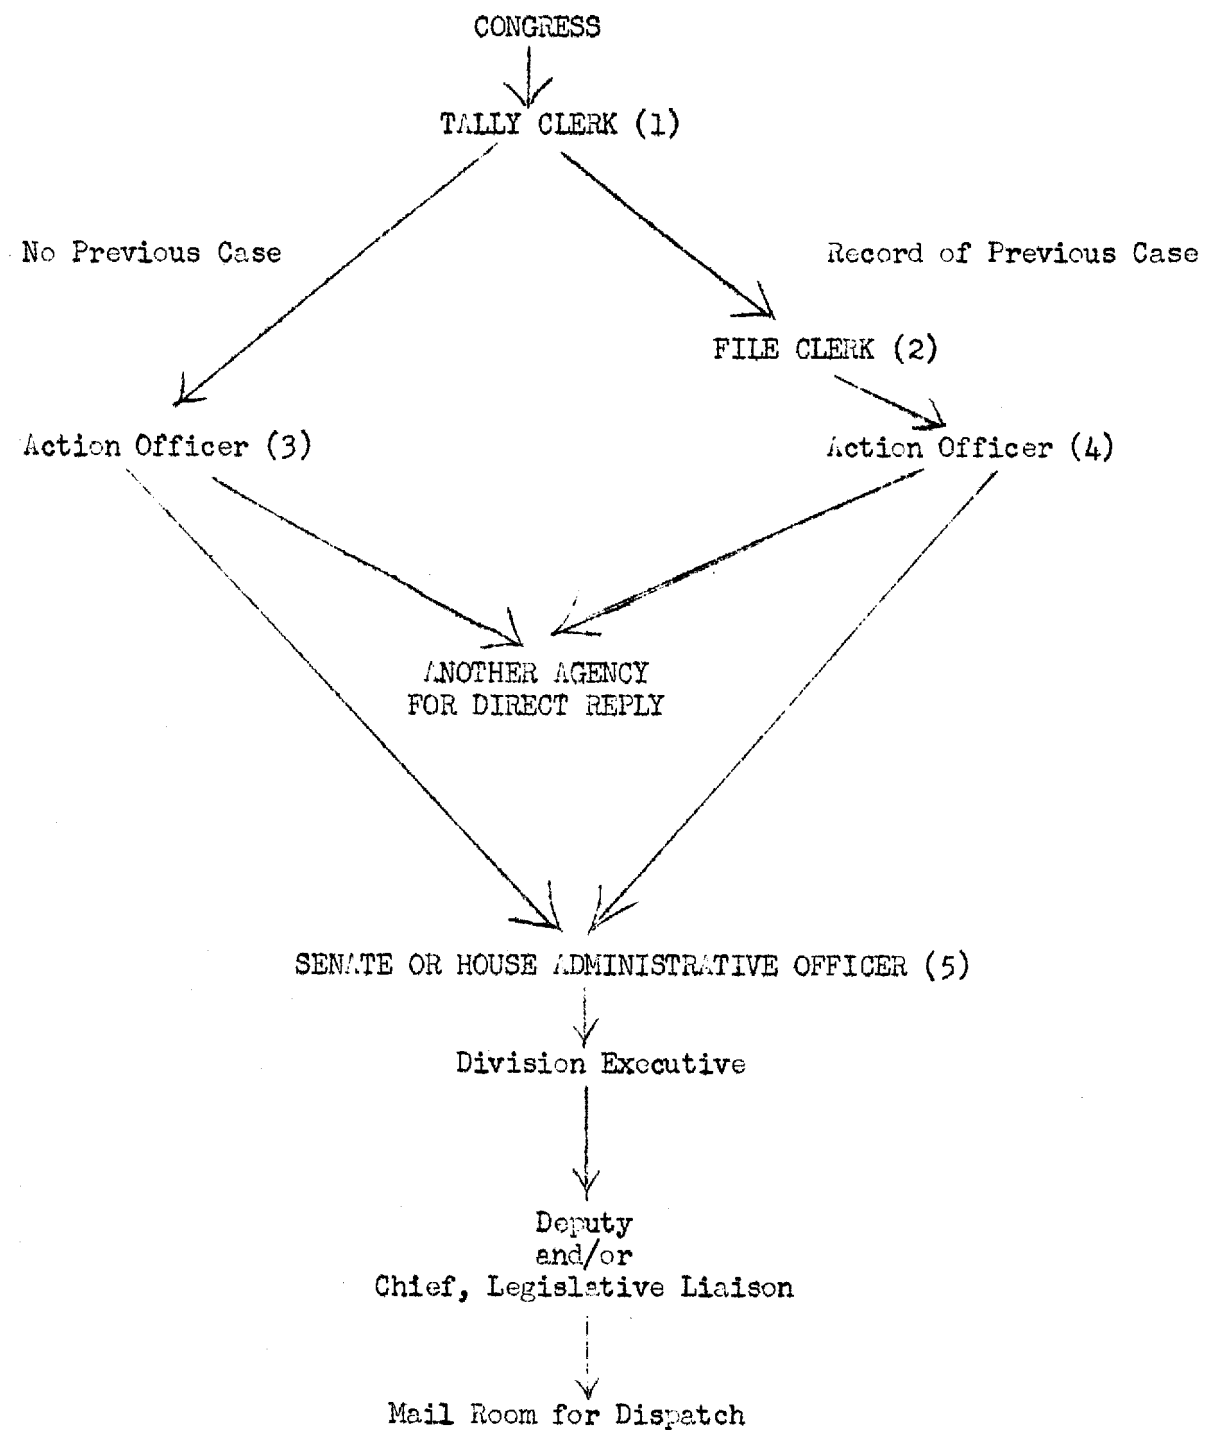 CONGRESS
TALLY CLERK (1)
No Previous Case
Record of Previous Case
FILE CLERK (2)
Action Officer (3)
Action Officer (4)
ANOTHER AGENCY
FOR DIRECT REPLY
SENATE OR HOUSE ADMINISTRATIVE OFFICER (5)
Division Executive
Deputy
and/or
Chief, Legislative Liaison
Mail Room for Dispatch